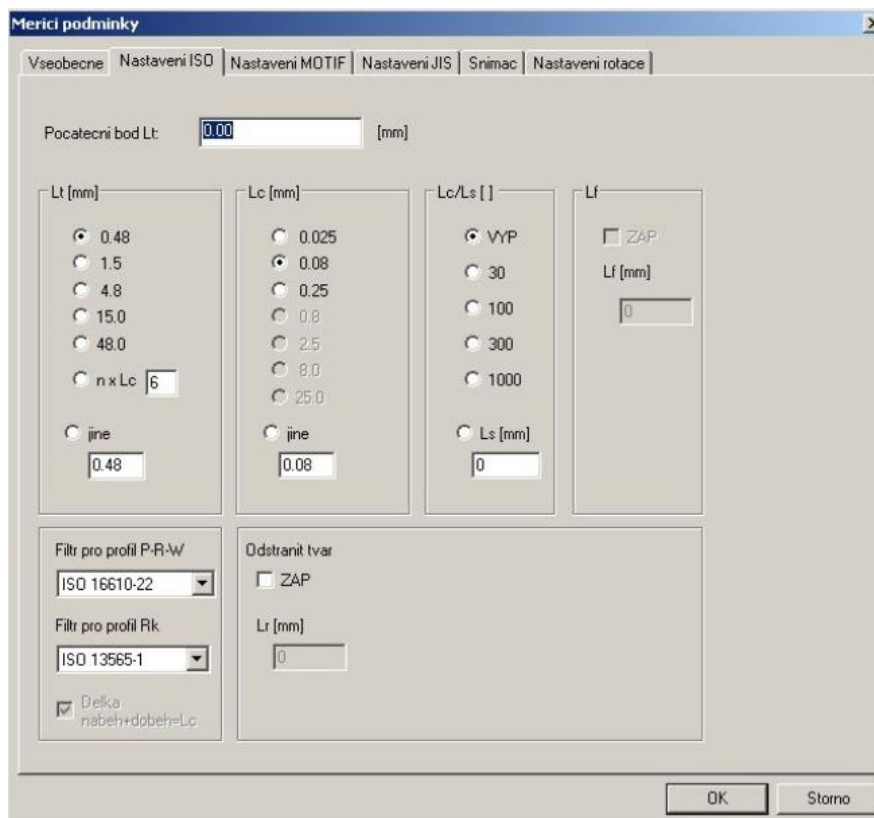 Merici podminky
Vseobecne
Nastaveni ISO
Nastaveni MOTIF
Nastaveni JIS
Snimac
Nastaveni rotace
Pocatecni bod Lt:
0.00
[mm]
Lt [mm]
0.48
1.5
4.8
15.0
48.0
n x Lc
6
jine
0.48
Lc [mm]
0.025
0.08
0.25
0.8
2.5
8.0
25.0
jine
0.08
Lc/Ls [ ]
VYP
30
100
300
1000
Ls [mm]
0
Lf
ZAP
Lf [mm]
0
Filtr pro profil P-R-W
ISO 16610-22
Filtr pro profil Rk
ISO 13565-1
Delka
nabeh+dobeh=Lc
Odstranit tvar
ZAP
Lr [mm]
0
OK
Storno